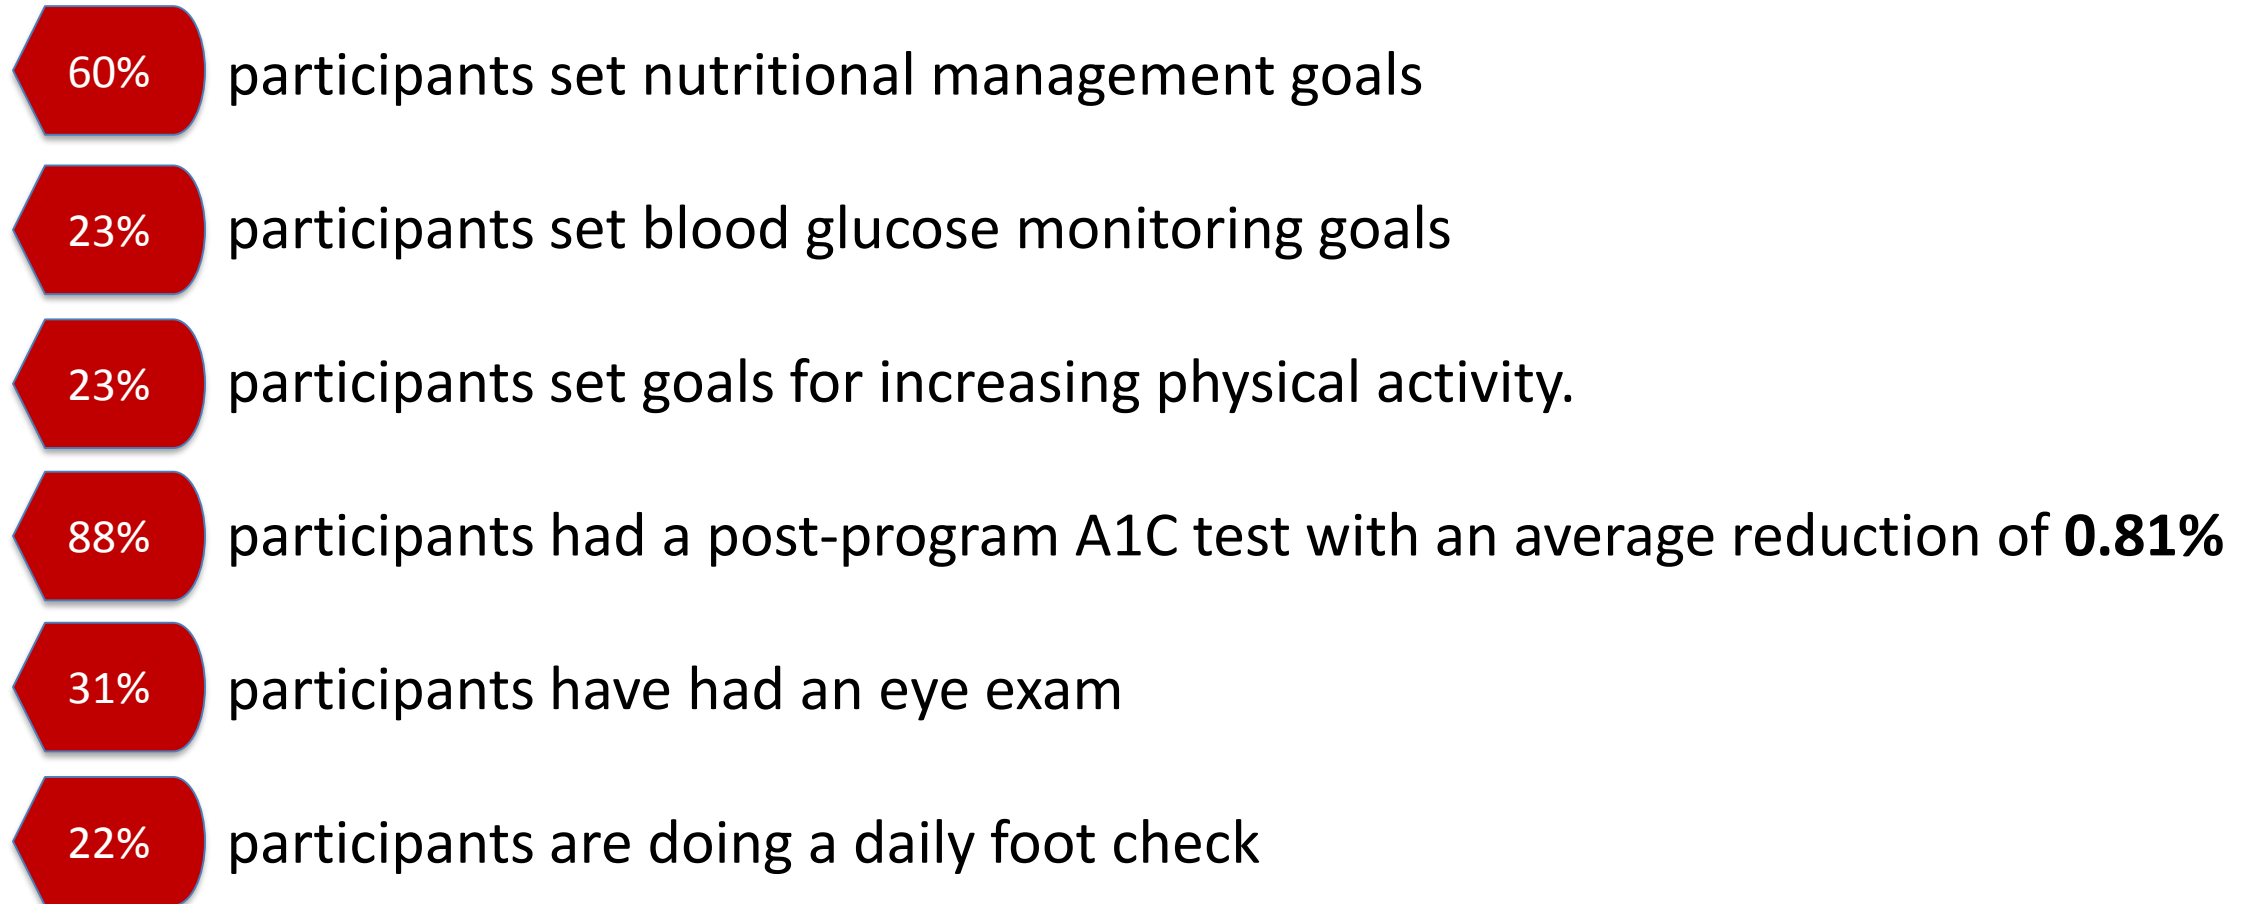 60% participants set nutritional management goals
23% participants set blood glucose monitoring goals
23% participants set goals for increasing physical activity.
88% participants had a post-program A1C test with an average reduction of 0.81%
31% participants have had an eye exam
22% participants are doing a daily foot check